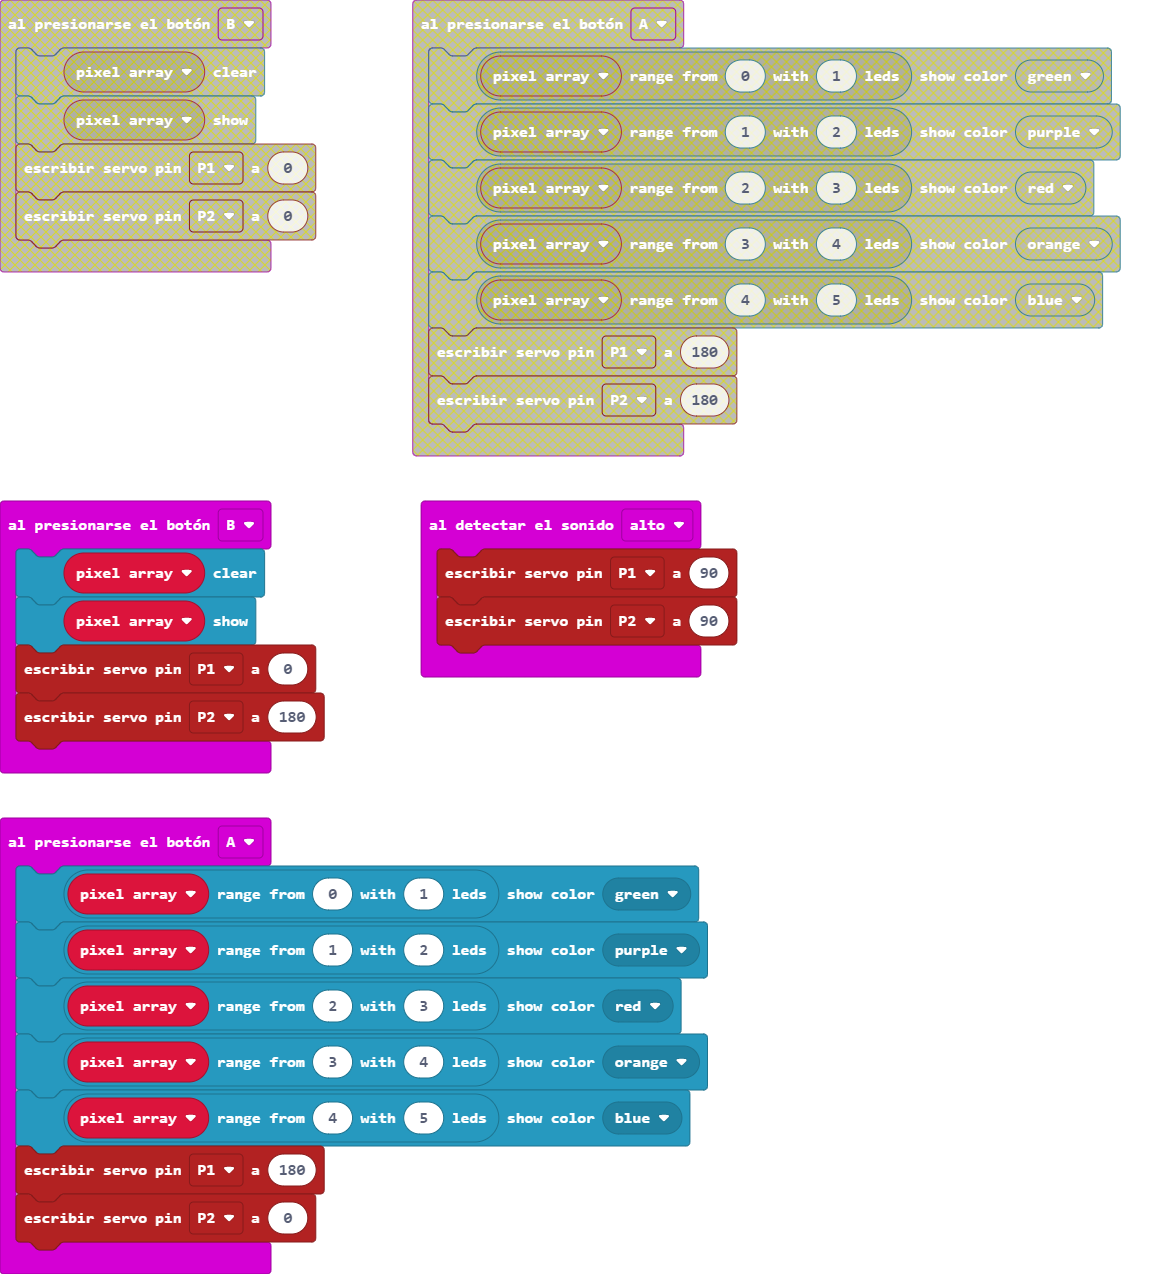 al presionarse el botón B
pixel array clear
pixel array show
escribir servo pin P1 a 0
escribir servo pin P2 a 0
al presionarse el botón A
pixel array range from 0 with 1 leds show color green
pixel array range from 1 with 2 leds show color purple
pixel array range from 2 with 3 leds show color red
pixel array range from 3 with 4 leds show color orange
pixel array range from 4 with 5 leds show color blue
escribir servo pin P1 a 180
escribir servo pin P2 a 180
al presionarse el botón B
pixel array clear
pixel array show
escribir servo pin P1 a 0
escribir servo pin P2 a 180
al detectar el sonido alto
escribir servo pin P1 a 90
escribir servo pin P2 a 90
al presionarse el botón A
pixel array range from 0 with 1 leds show color green
pixel array range from 1 with 2 leds show color purple
pixel array range from 2 with 3 leds show color red
pixel array range from 3 with 4 leds show color orange
pixel array range from 4 with 5 leds show color blue
escribir servo pin P1 a 180
escribir servo pin P2 a 0